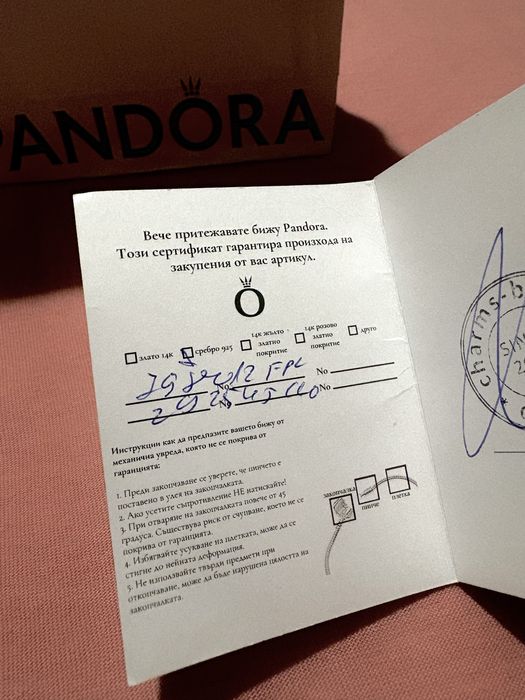 PANDORA
Вече притежавате бижу Pandora.
Този сертификат гарантира произхода на
закупения от вас артикул.
злато 14к
сребро 925
14к жълто златно покритие
14к розово златно покритие
друго
No No
No No
Инструкции как да предпазите вашето бижу от
механична увреда, която не се покрива от
гаранцията:
1. Преди закопчаване се уверете, че пинчето е
поставено в улея на закопчалката.
2. Ако усетите съпротивление НЕ натискайте!
3. При отваряне на закопчалката повече от 45
градуса. Съществува риск от счупване, което не се
покрива от гаранцията.
4. Избягвайте усукване на плетката, може да се
стигне до нейната деформация.
5. Не използвайте твърди предмети при
откопчаване, може да бъде нарушена цялостта на
закопчалката.
закопчалка
пинче
плетка
charms-b